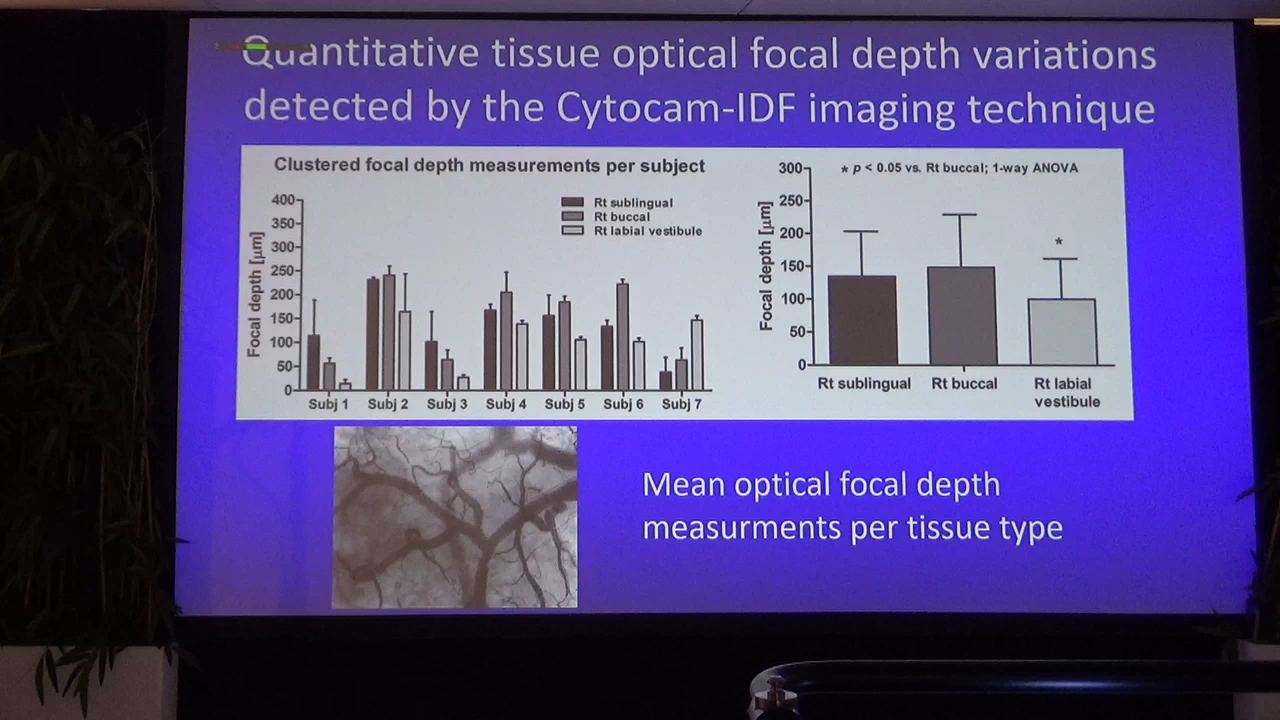 Quantitative tissue optical focal depth variations
detected by the Cytocam-IDF imaging technique
Clustered focal depth measurements per subject
Focal depth [µm]
400
350
300
250
200
150
100
50
0
Rt sublingual
Rt buccal
Rt labial vestibule
Subj 1 Subj 2 Subj 3 Subj 4 Subj 5 Subj 6 Subj 7
* p < 0.05 vs. Rt buccal; 1-way ANOVA
Focal depth [µm]
300
250
200
150
100
50
0
*
Rt sublingual Rt buccal Rt labial
vestibule
Mean optical focal depth
measurments per tissue type